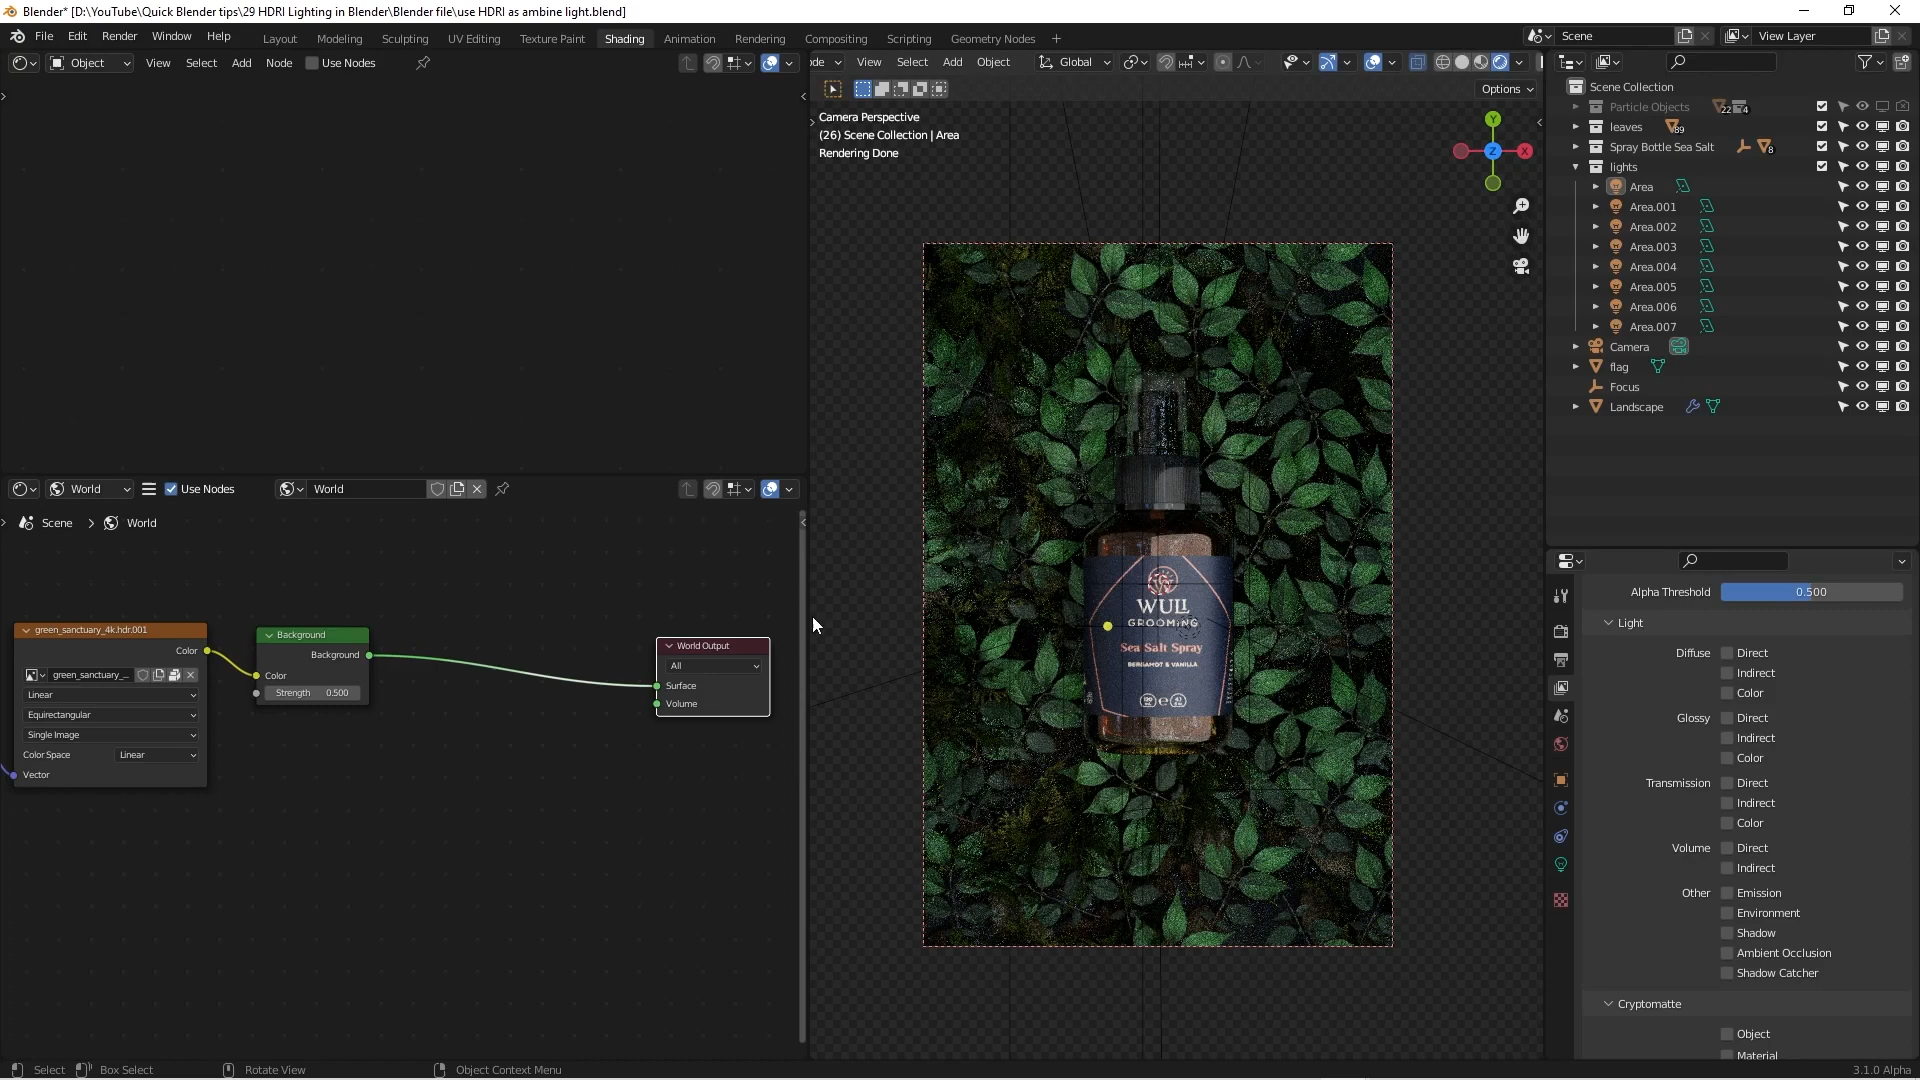 Blender* [D:\YouTube\Quick Blender tips\29 HDRI Lighting in Blender\Blender file\use HDRI as ambine light.blend]
File Edit Render Window Help Layout Modeling Sculpting UV Editing Texture Paint Shading Animation Rendering Compositing Scripting Geometry Nodes + Scene View Layer
Object View Select Add Node Use Nodes
de View Select Add Object Global
Options
Camera Perspective
(26) Scene Collection | Area
Rendering Done
Y
X
Z
Scene Collection
Particle Objects 22 4
leaves 89
Spray Bottle Sea Salt 8
lights
Area
Area.001
Area.002
Area.003
Area.004
Area.005
Area.006
Area.007
Camera
flag
Focus
Landscape
World Use Nodes World
Scene > World
green_sanctuary_4k.hdr.001
Color
green_sanctuary_...
Linear
Equirectangular
Single Image
Color Space Linear
Vector
Background
Background
Color
Strength 0.500
World Output
All
Surface
Volume
WULL
GROOMING
Sea Salt Spray
BERGAMOT & VANILLA
Alpha Threshold 0.500
Light
Diffuse Direct
Indirect
Color
Glossy Direct
Indirect
Color
Transmission Direct
Indirect
Color
Volume Direct
Indirect
Other Emission
Environment
Shadow
Ambient Occlusion
Shadow Catcher
Cryptomatte
Object
Material
Select Box Select Rotate View Object Context Menu 3.1.0 Alpha